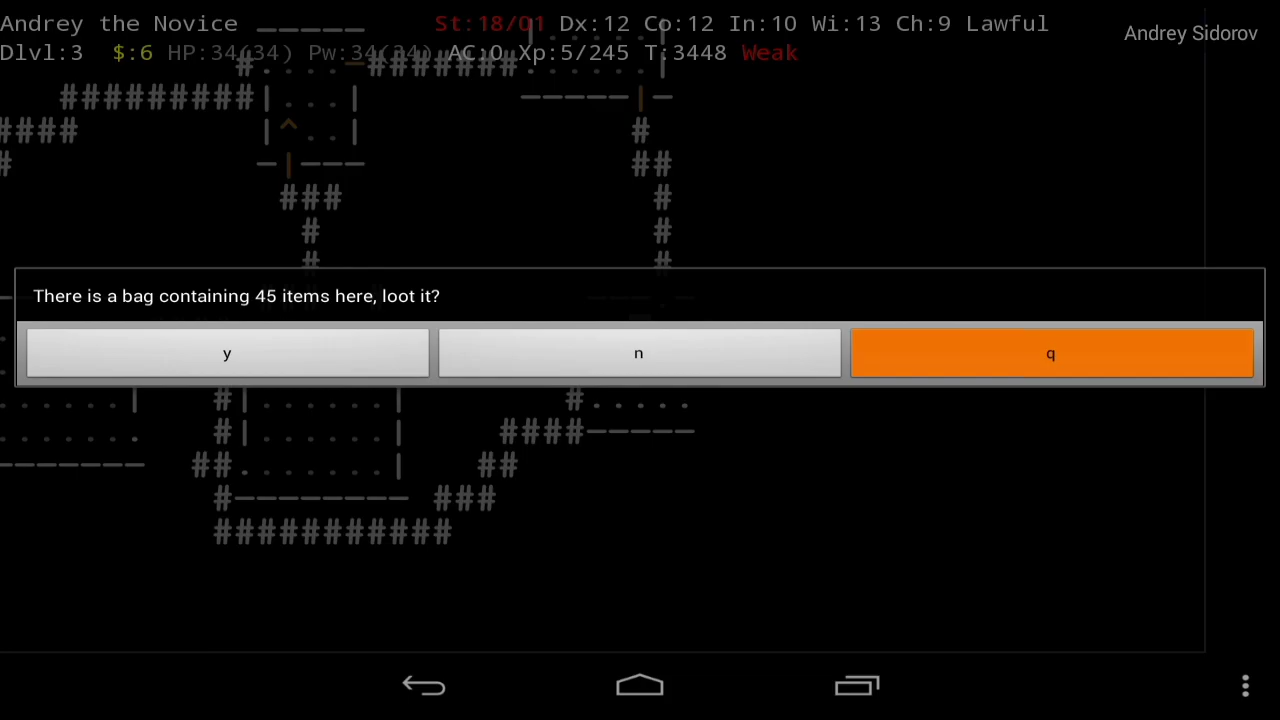 Andrey the Novice St:18/01 Dx:12 Co:12 In:10 Wi:13 Ch:9 Lawful
Andrey Sidorov
Dlvl:3 $:6 HP:34(34) Pw:34(34) AC:0 Xp:5/245 T:3448 Weak
There is a bag containing 45 items here, loot it?
y n q